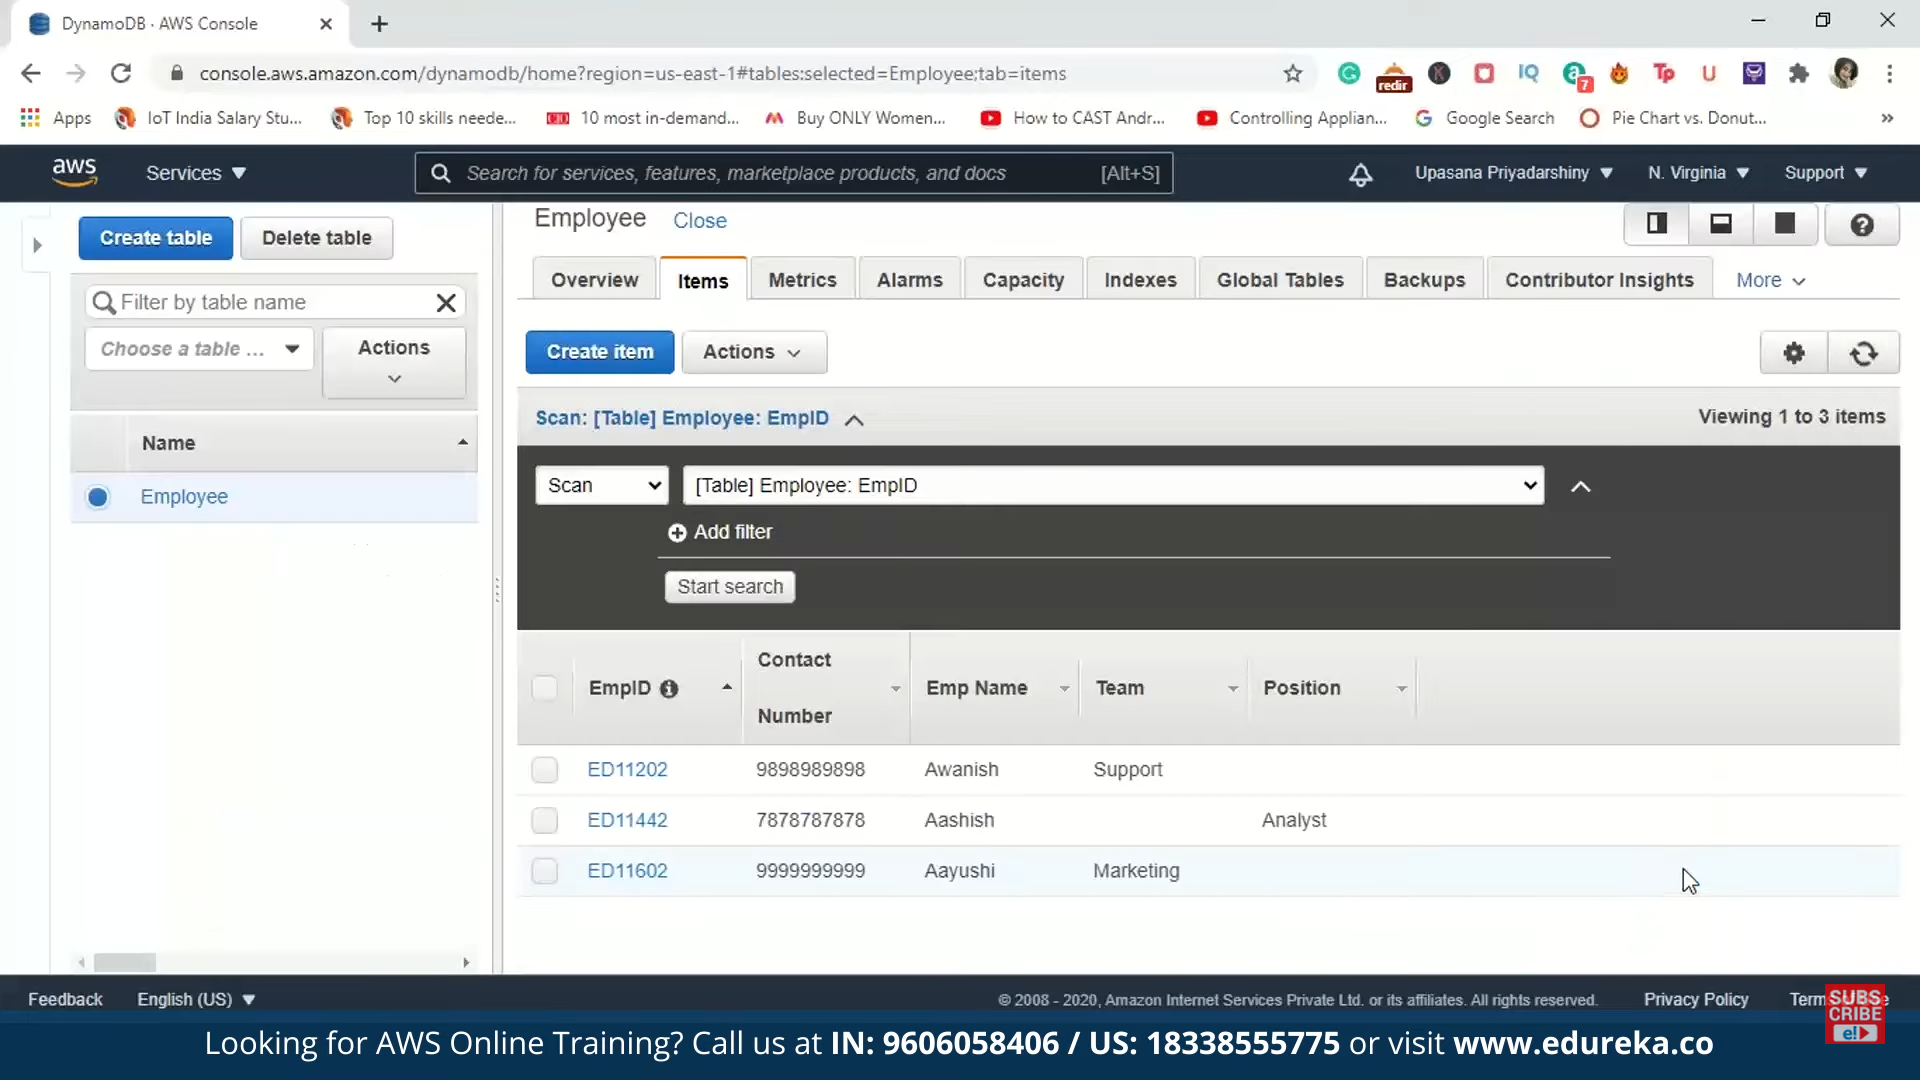 DynamoDB · AWS Console
console.aws.amazon.com/dynamodb/home?region=us-east-1#tables:selected=Employee;tab=items
redir
K
IQ
a
7
Tp
U
Apps
IoT India Salary Stu...
Top 10 skills neede...
10 most in-demand...
Buy ONLY Women...
How to CAST Andr...
Controlling Applian...
Google Search
Pie Chart vs. Donut...
»
aws
Services
Search for services, features, marketplace products, and docs
[Alt+S]
Upasana Priyadarshiny
N. Virginia
Support
Create table
Delete table
Employee
Close
Filter by table name
Choose a table ...
Actions
Name
Employee
Overview
Items
Metrics
Alarms
Capacity
Indexes
Global Tables
Backups
Contributor Insights
More
Create item
Actions
Scan: [Table] Employee: EmpID
Viewing 1 to 3 items
Scan
[Table] Employee: EmpID
Add filter
Start search
EmpID
Contact
Number
Emp Name
Team
Position
ED11202 9898989898 Awanish Support
ED11442 7878787878 Aashish Analyst
ED11602 9999999999 Aayushi Marketing
Feedback
English (US)
© 2008 - 2020, Amazon Internet Services Private Ltd. or its affiliates. All rights reserved.
Privacy Policy
SUBS
CRIBE
e!
Looking for AWS Online Training? Call us at IN: 9606058406 / US: 18338555775 or visit www.edureka.co